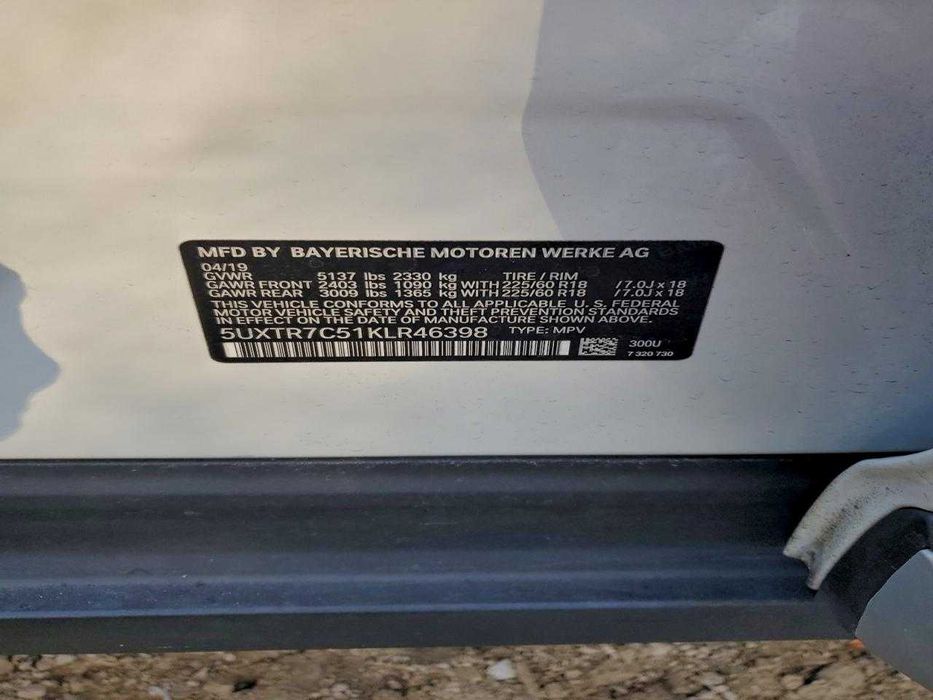 MFD BY BAYERISCHE MOTOREN WERKE AG
04/19
GVWR 5137 lbs 2330 kg TIRE / RIM
GAWR FRONT 2403 lbs 1090 kg WITH 225/60 R18 /7.0J x 18
GAWR REAR 3009 lbs 1365 kg WITH 225/60 R18 /7.0J x 18
THIS VEHICLE CONFORMS TO ALL APPLICABLE U. S. FEDERAL
MOTOR VEHICLE SAFETY AND THEFT PREVENTION STANDARDS
IN EFFECT ON THE DATE OF MANUFACTURE SHOWN ABOVE.
5UXTR7C51KLR46398 TYPE: MPV
300U
7 320 730